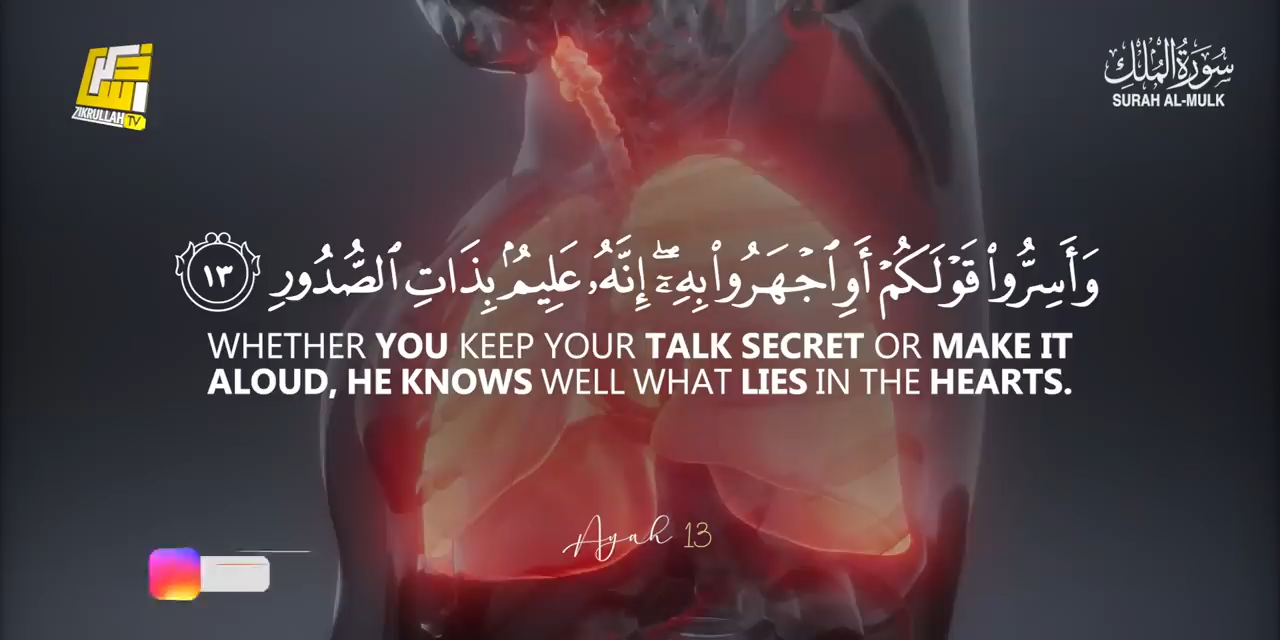 ZIKRULLAH TV
سُورَةُ المُلكِ
SURAH AL-MULK
وَأَسِرُّوا۟ قَوْلَكُمْ أَوِ ٱجْهَرُوا۟ بِهِۦٓ ۖ إِنَّهُۥ عَلِيمٌۢ بِذَاتِ ٱلصُّدُورِ ١٣
WHETHER YOU KEEP YOUR TALK SECRET OR MAKE IT
ALOUD, HE KNOWS WELL WHAT LIES IN THE HEARTS.
Ayah 13